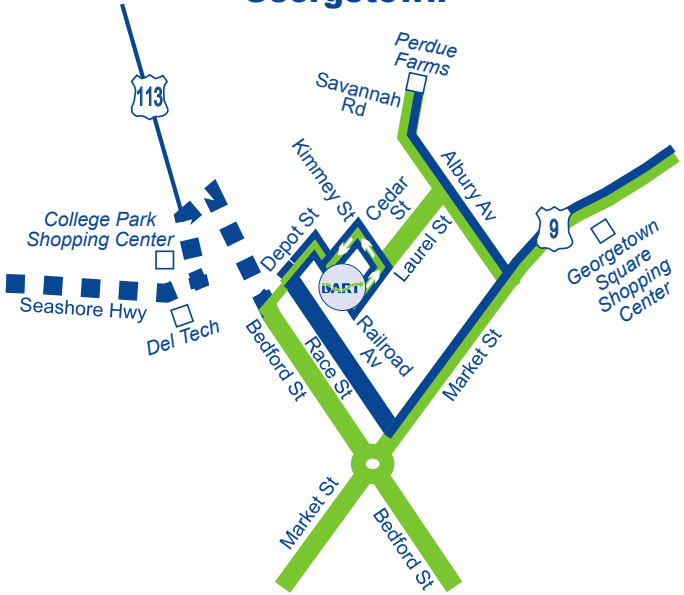 Georgetown
Perdue
Farms
Savannah
Rd
113
Kimmey St
Cedar
St
Albury Av
College Park
Shopping Center
Depot St
Laurel St
9
Georgetown
Square
Shopping
Center
DART
Seashore Hwy
Del Tech
Bedford St
Race St
Railroad
Av
Market St
Market St
Bedford St